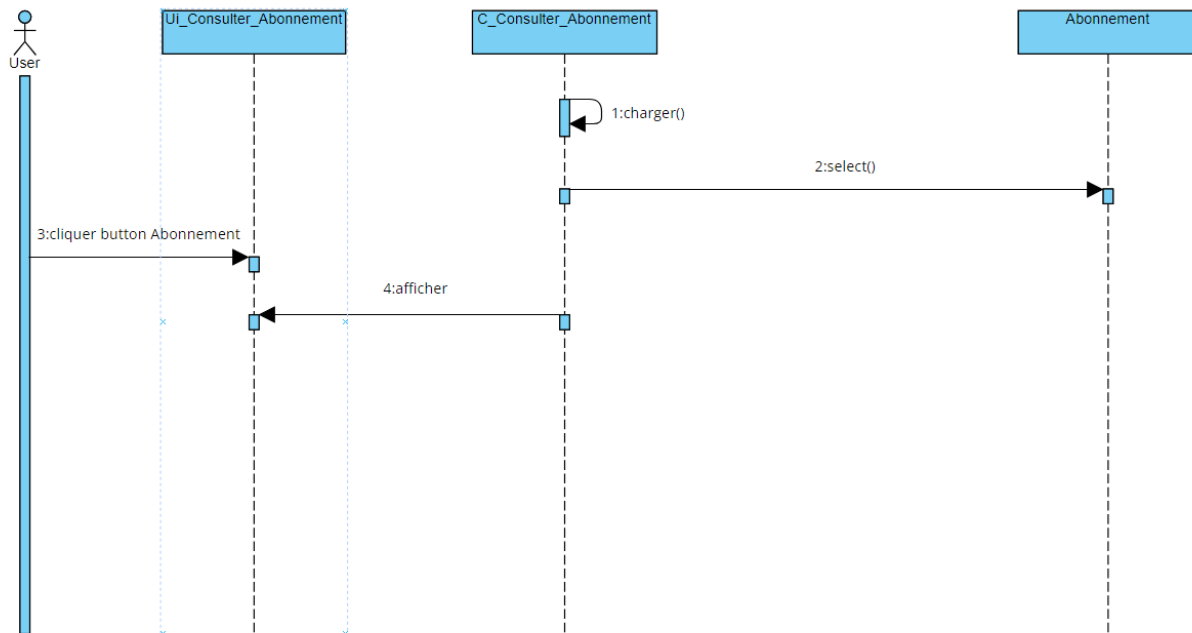 Ui_Consulter_Abonnement
C_Consulter_Abonnement
Abonnement
User
1:charger()
2:select()
3:cliquer button Abonnement
4:afficher